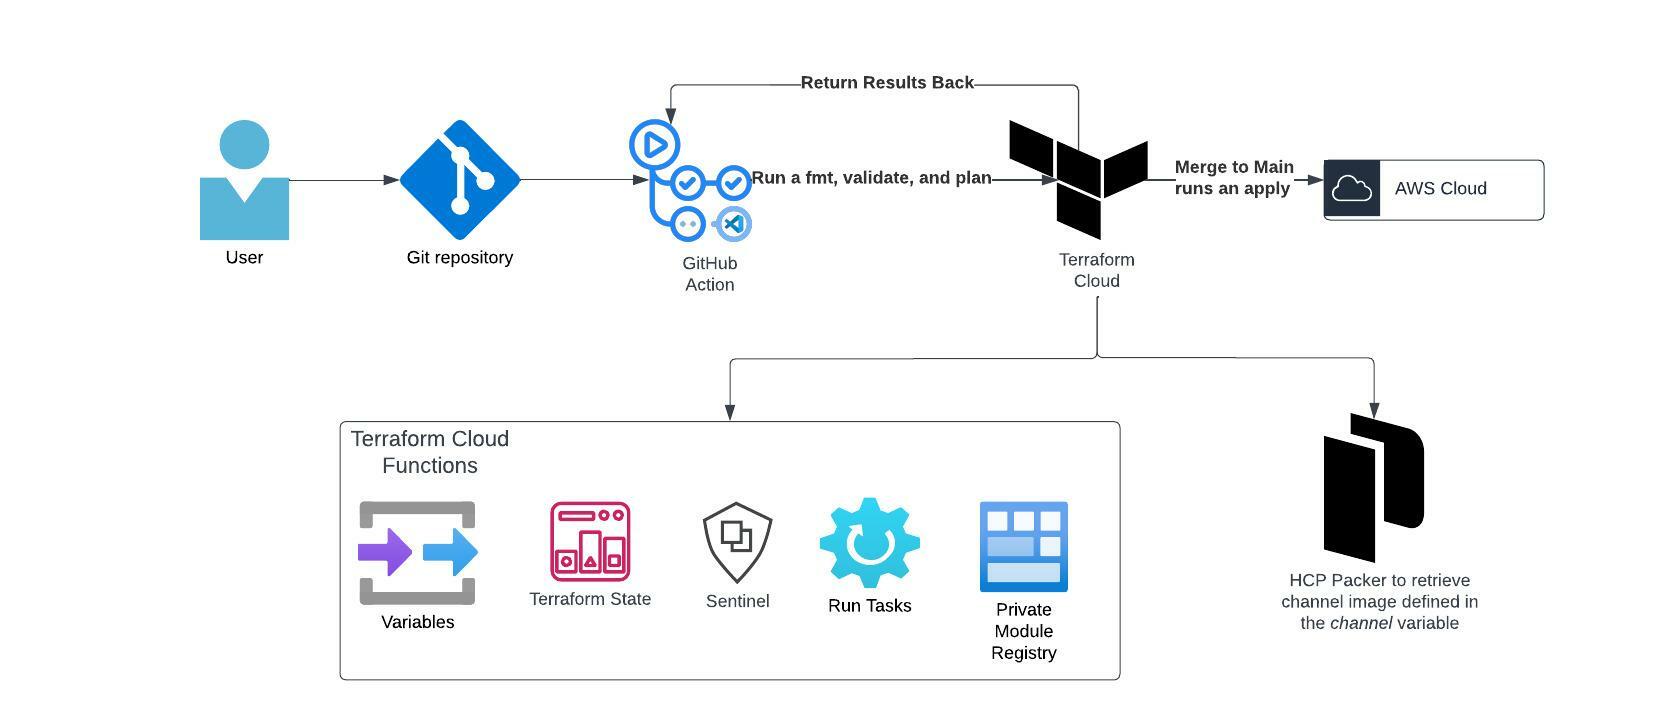 Return Results Back
Run a fmt, validate, and plan
Merge to Main
runs an apply
AWS Cloud
User
Git repository
GitHub
Action
Terraform
Cloud
Terraform Cloud
Functions
Variables
Terraform State
Sentinel
Run Tasks
Private
Module
Registry
HCP Packer to retrieve
channel image defined in
the channel variable